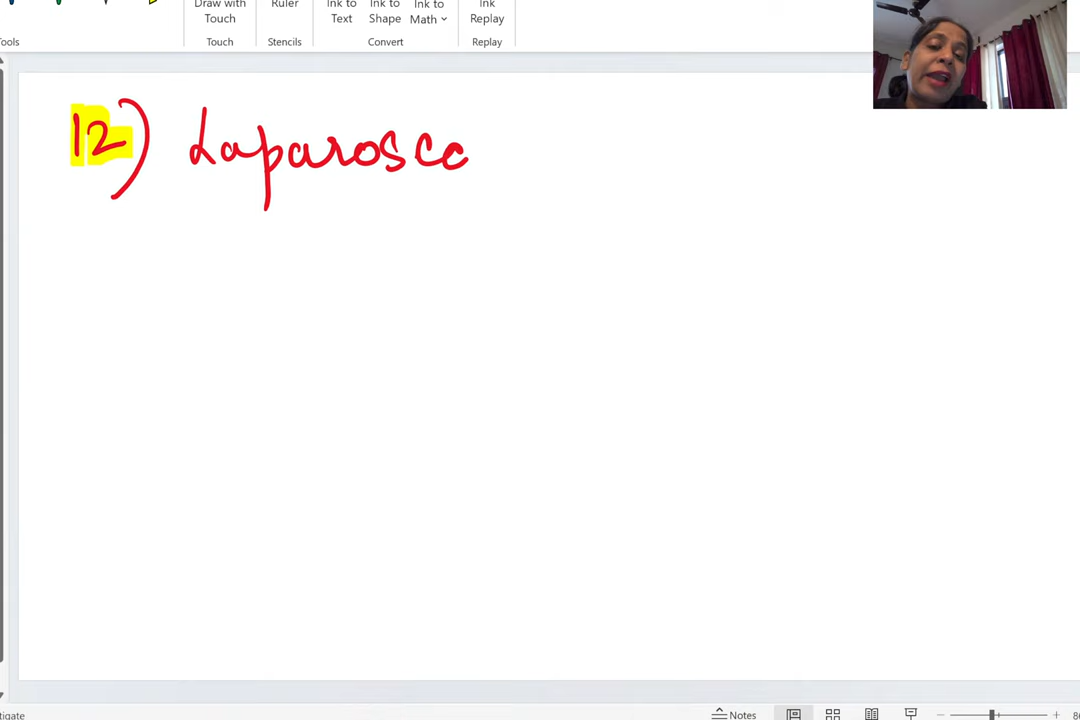 Draw with Touch
Ruler
Ink to Text
Ink to Shape
Ink to Math
Ink Replay
Touch
Stencils
Convert
Replay
12) Laparosco
Notes